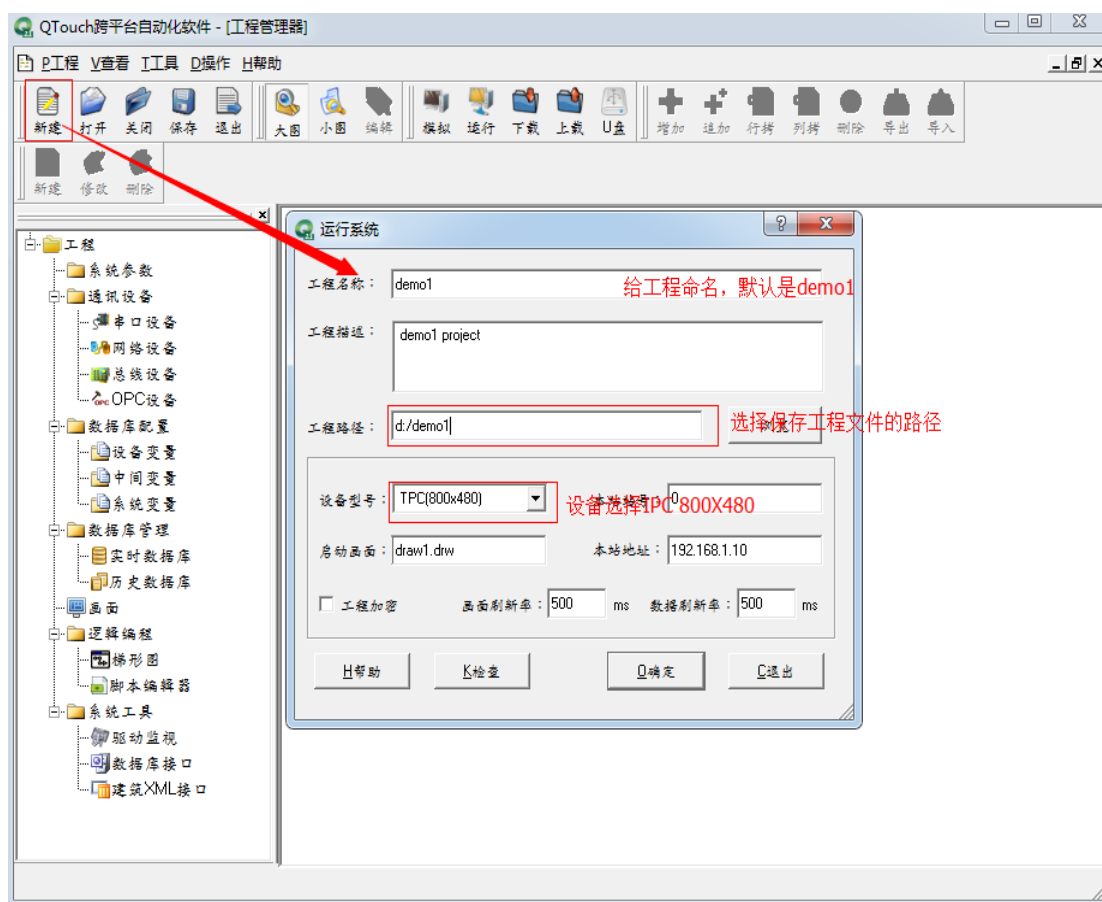 QTouch跨平台自动化软件 - [工程管理器]
P工程 V查看 T工具 D操作 H帮助
新建 打开 关闭 保存 退出 大图 小图 编辑 模拟 运行 下载 上载 U盘 增加 追加 行拷 列拷 删除 导出 导入
新建 修改 删除
工程
系统参数
通讯设备
串口设备
网络设备
总线设备
OPC设备
数据库配置
设备变量
中间变量
系统变量
数据库管理
实时数据库
历史数据库
画面
逻辑编程
梯形图
脚本编辑器
系统工具
驱动监视
数据库接口
建筑XML接口
运行系统
工程名称: demo1 给工程命名，默认是demo1
工程描述: demo1 project
工程路径: d:/demo1 选择保存工程文件的路径
设备型号: TPC(800x480) 设备选择IPC 800X480 0
启动画面: draw1.drw 本站地址: 192.168.1.10
工程加密 画面刷新率: 500 ms 数据刷新率: 500 ms
H帮助 K检查 O确定 C退出